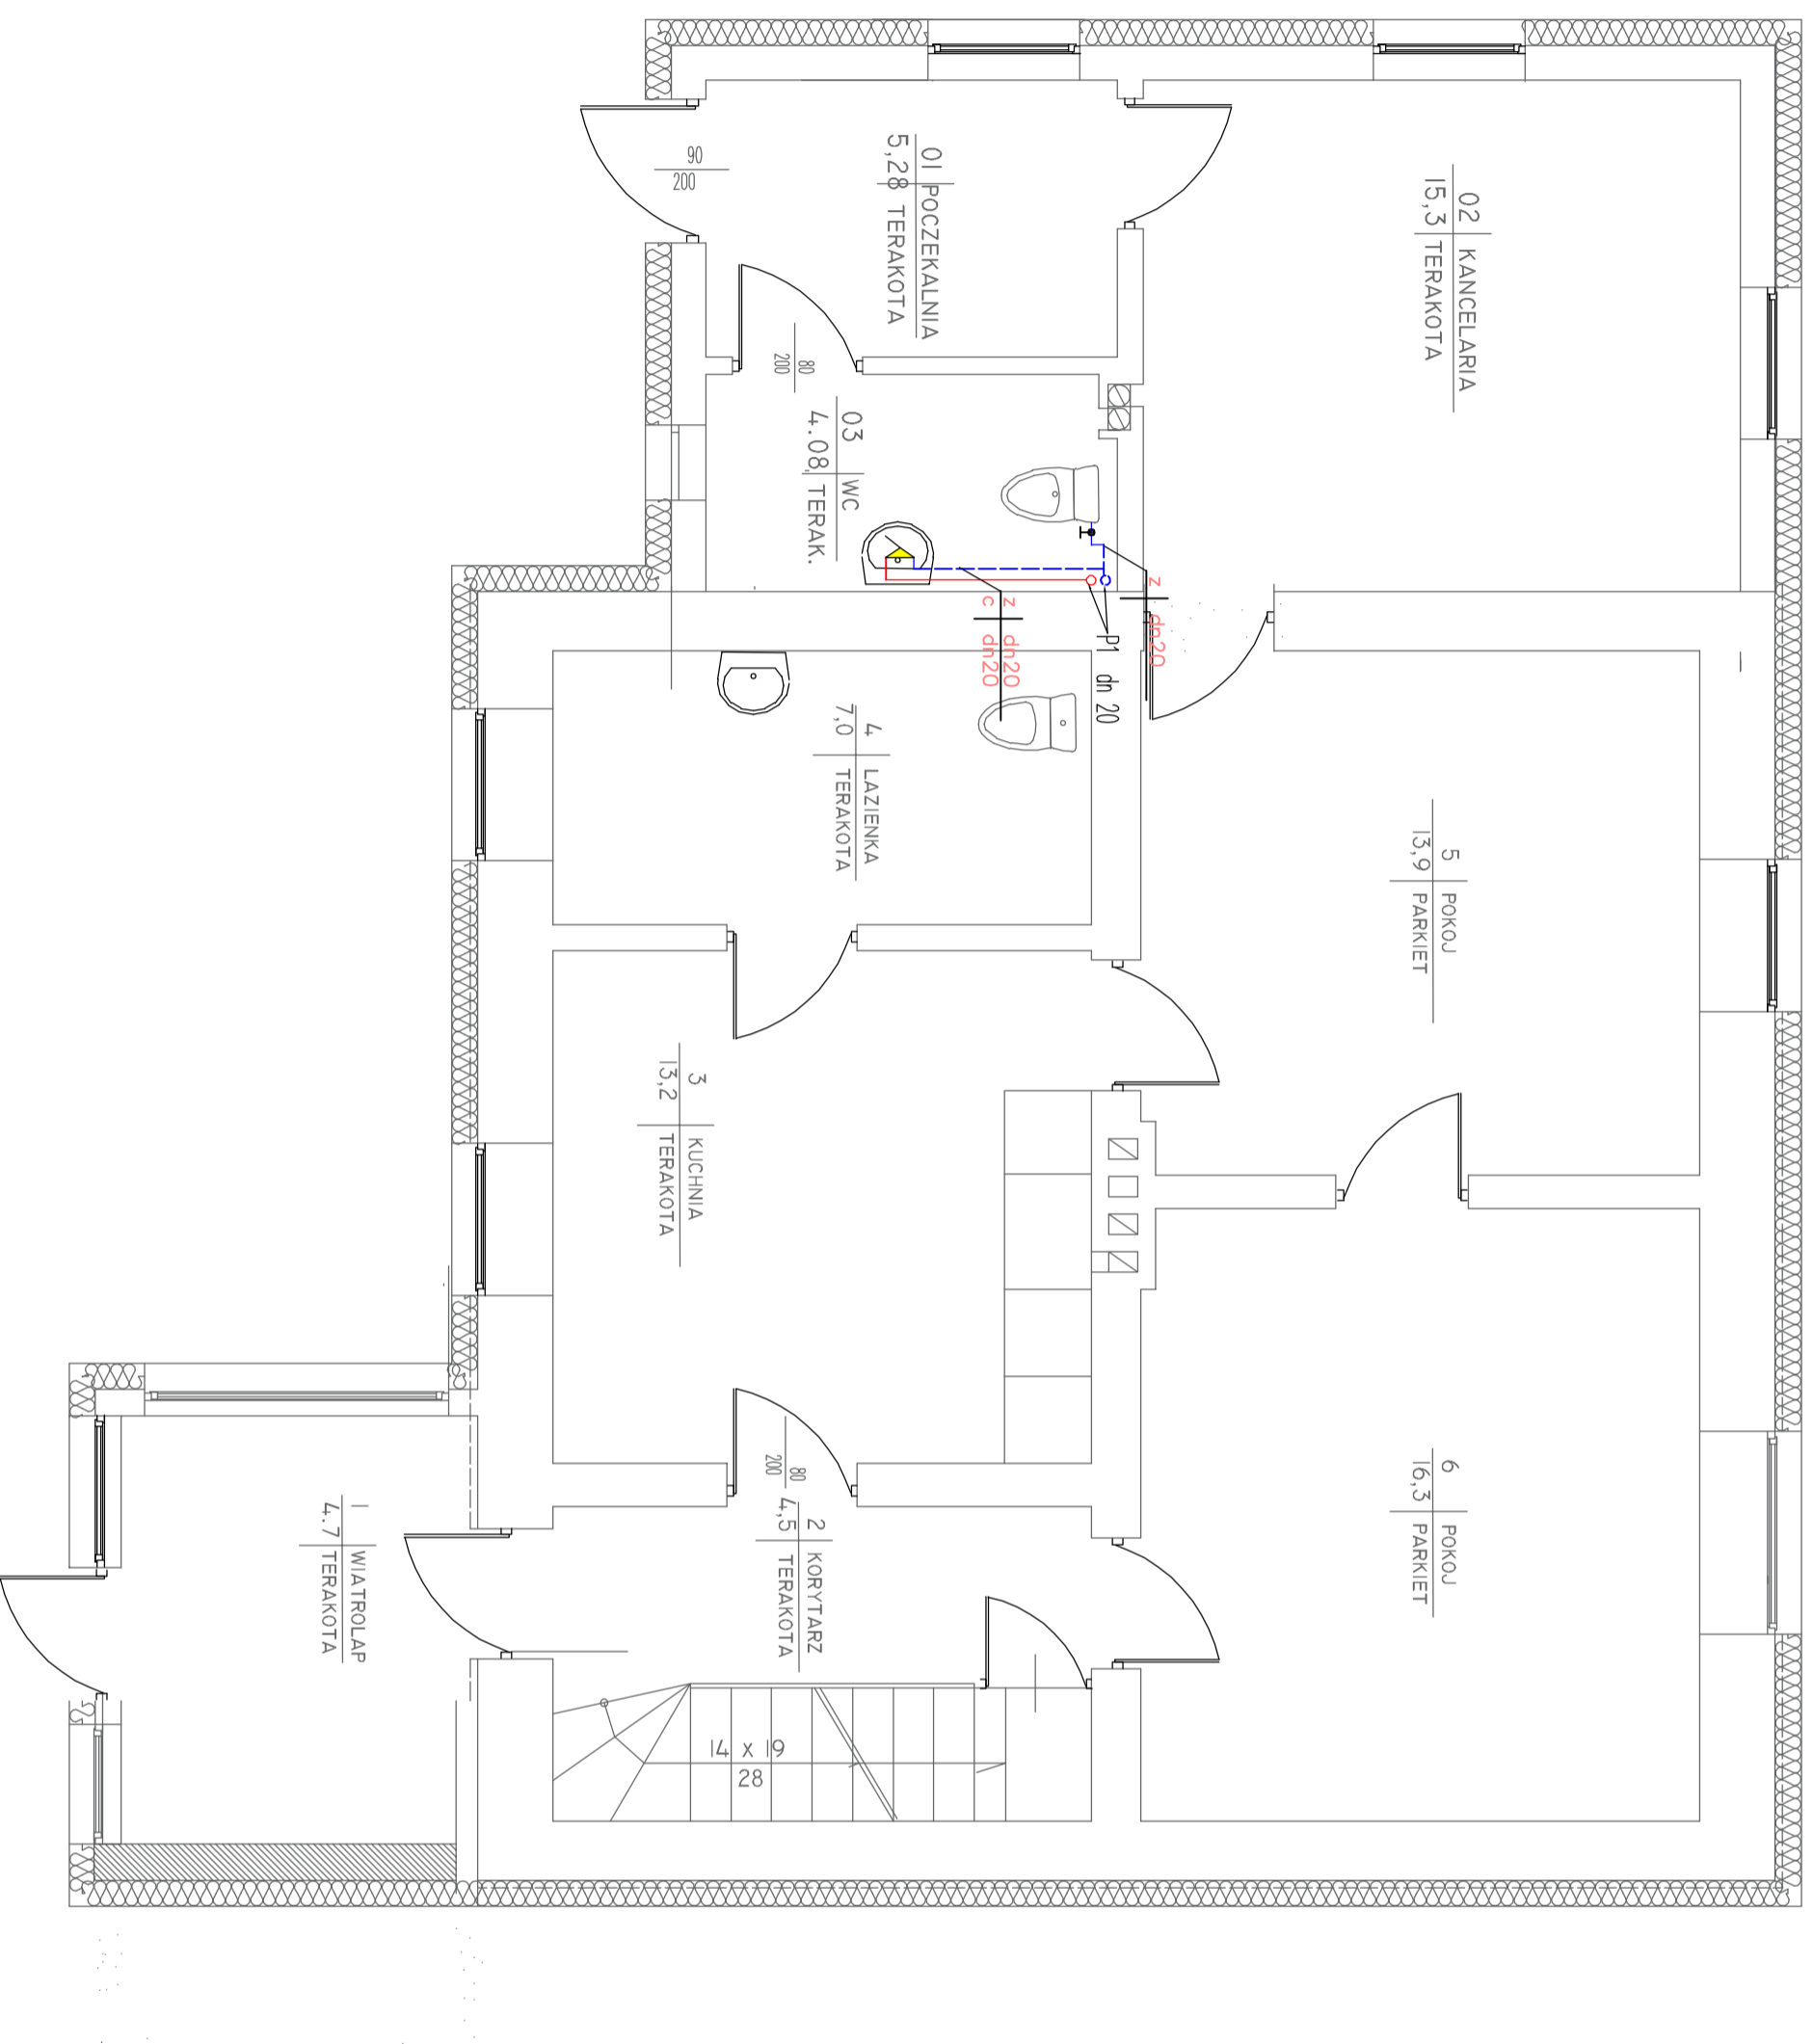 90
200
01 POCZEKALNIA
5,28 TERAKOTA
02 KANCELARIA
15,3 TERAKOTA
80
200
03 WC
4.08 TERAK.
z dn20
z dn20
c dn20
P1 dn 20
4 LAZIENKA
7,0 TERAKOTA
5 POKOJ
13,9 PARKIET
3 KUCHNIA
13,2 TERAKOTA
6 POKOJ
16,3 PARKIET
80
200
2 KORYTARZ
4,5 TERAKOTA
1 WIATROLAP
4.7 TERAKOTA
14 x 19
28